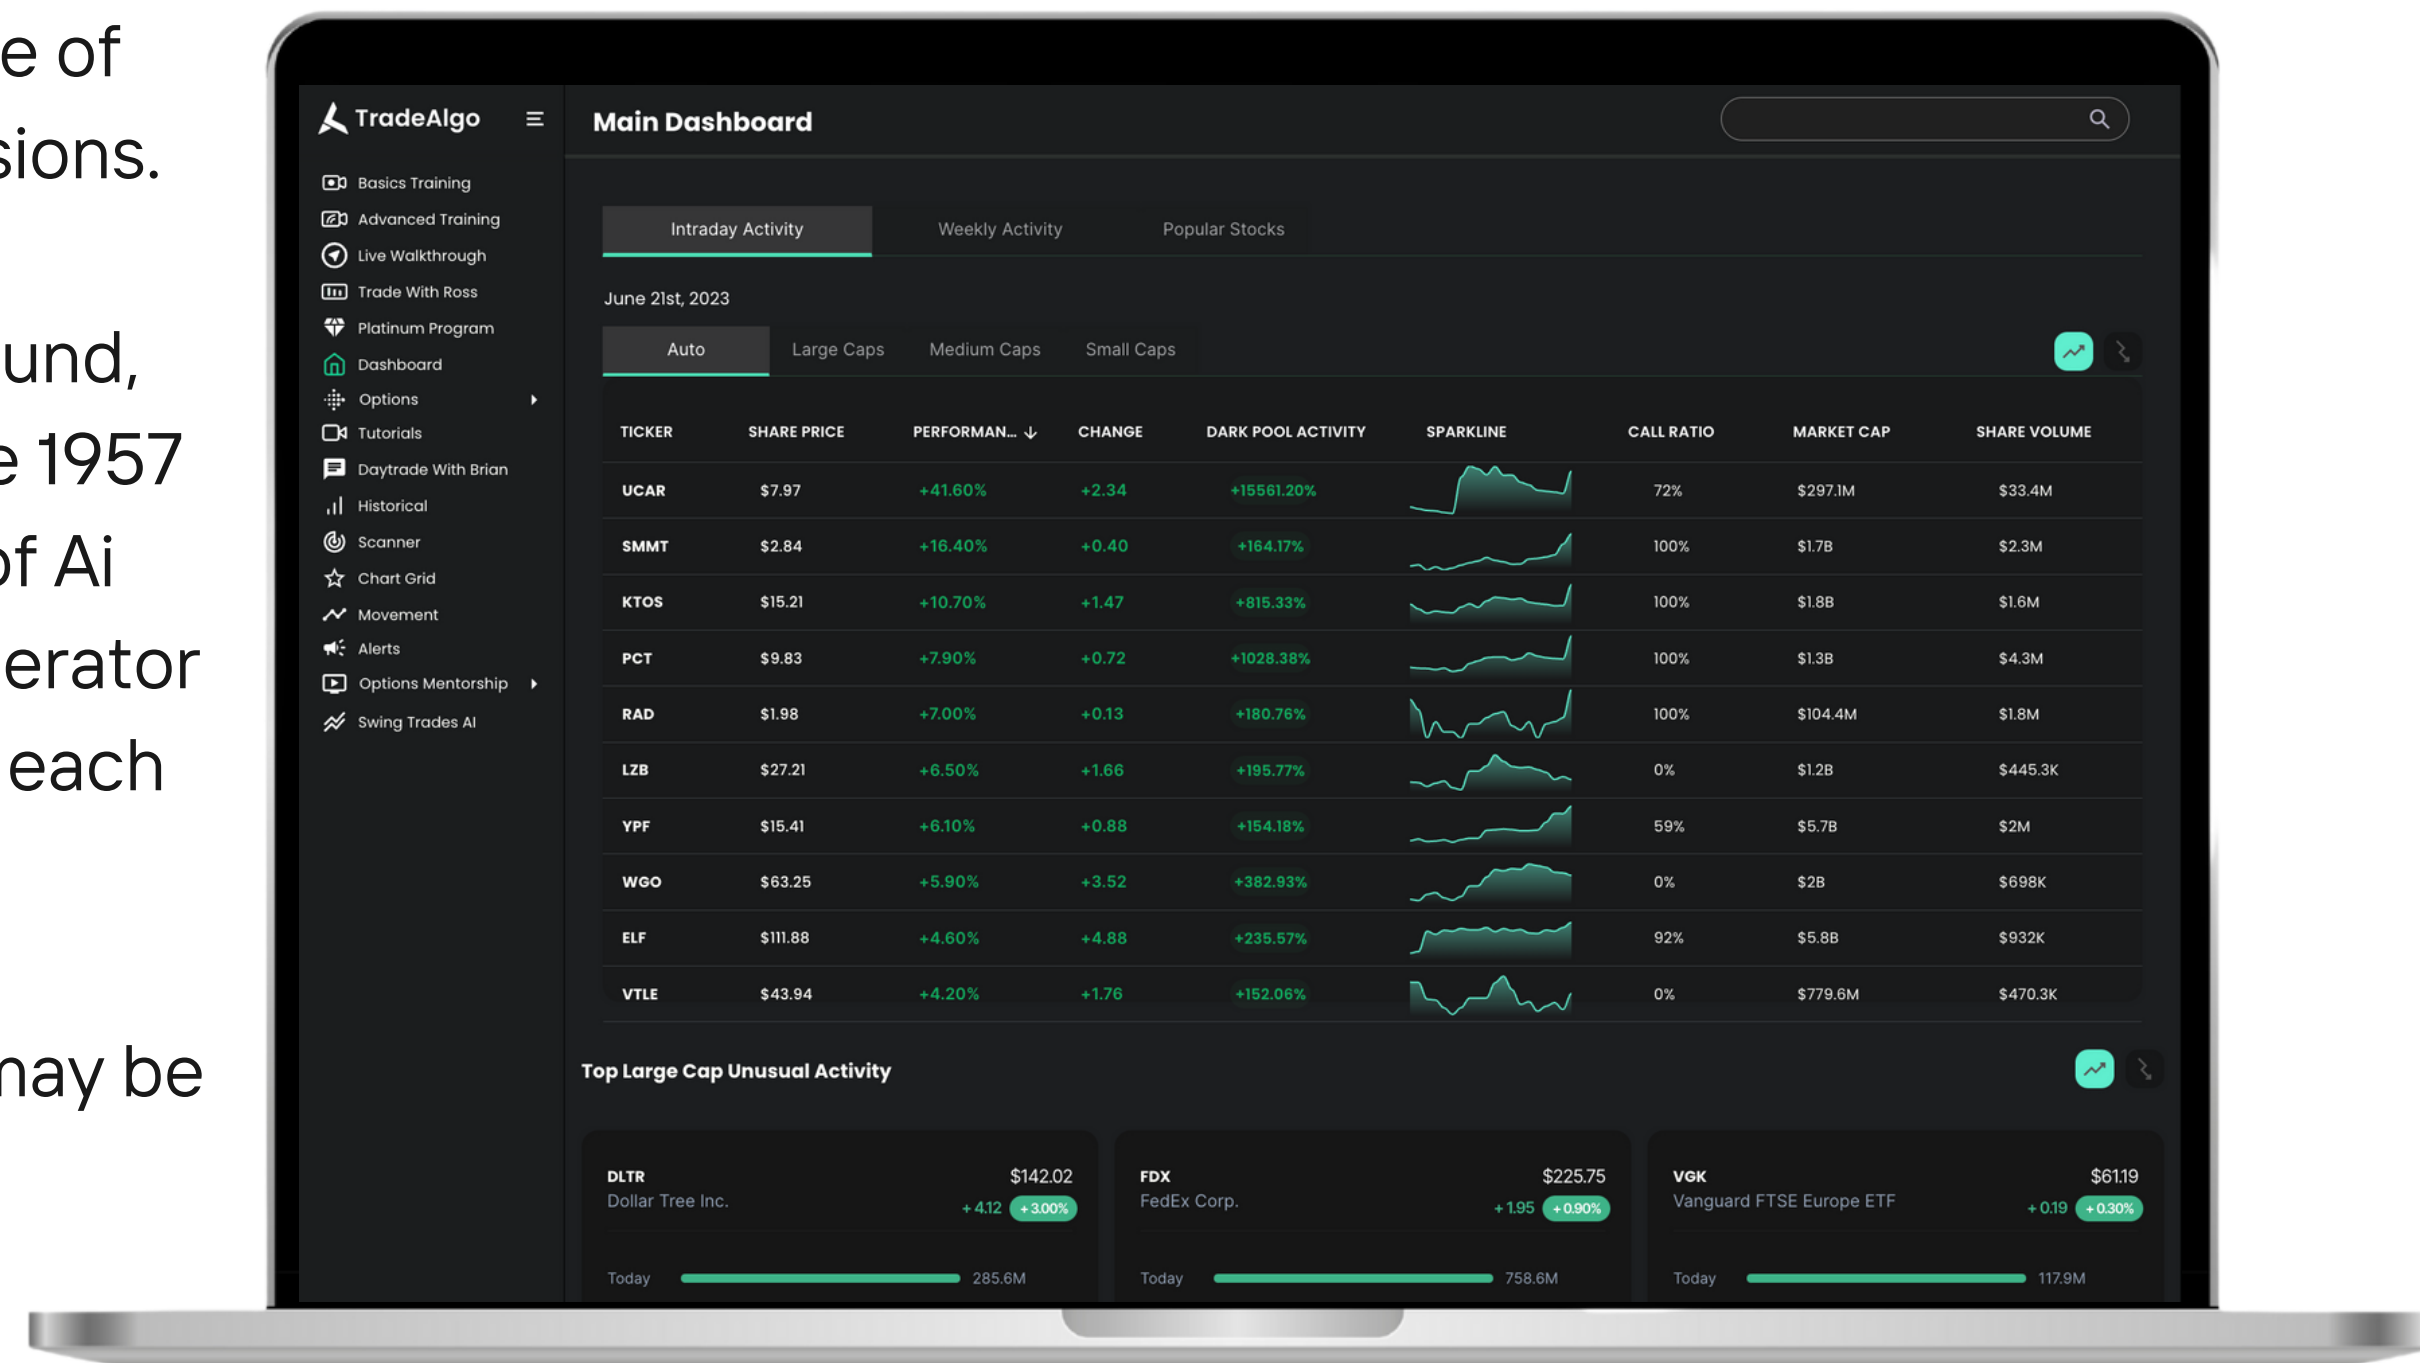 e of
sions.
und,
e 1957
of Ai
erator
each
may be
TradeAlgo
Basics Training
Advanced Training
Live Walkthrough
Trade With Ross
Platinum Program
Dashboard
Options
Tutorials
Daytrade With Brian
Historical
Scanner
Chart Grid
Movement
Alerts
Options Mentorship
Swing Trades AI
Main Dashboard
Intraday Activity Weekly Activity Popular Stocks
June 21st, 2023
Auto Large Caps Medium Caps Small Caps
TICKER SHARE PRICE PERFORMAN... CHANGE DARK POOL ACTIVITY SPARKLINE CALL RATIO MARKET CAP SHARE VOLUME
UCAR $7.97 +41.60% +2.34 +15561.20% 72% $297.1M $33.4M
SMMT $2.84 +16.40% +0.40 +164.17% 100% $1.7B $2.3M
KTOS $15.21 +10.70% +1.47 +815.33% 100% $1.8B $1.6M
PCT $9.83 +7.90% +0.72 +1028.38% 100% $1.3B $4.3M
RAD $1.98 +7.00% +0.13 +180.76% 100% $104.4M $1.8M
LZB $27.21 +6.50% +1.66 +195.77% 0% $1.2B $445.3K
YPF $15.41 +6.10% +0.88 +154.18% 59% $5.7B $2M
WGO $63.25 +5.90% +3.52 +382.93% 0% $2B $698K
ELF $111.88 +4.60% +4.88 +235.57% 92% $5.8B $932K
VTLE $43.94 +4.20% +1.76 +152.06% 0% $779.6M $470.3K
Top Large Cap Unusual Activity
DLTR $142.02
Dollar Tree Inc. +4.12 +3.00%
Today 285.6M
FDX $225.75
FedEx Corp. +1.95 +0.90%
Today 758.6M
VGK $61.19
Vanguard FTSE Europe ETF +0.19 +0.30%
Today 117.9M